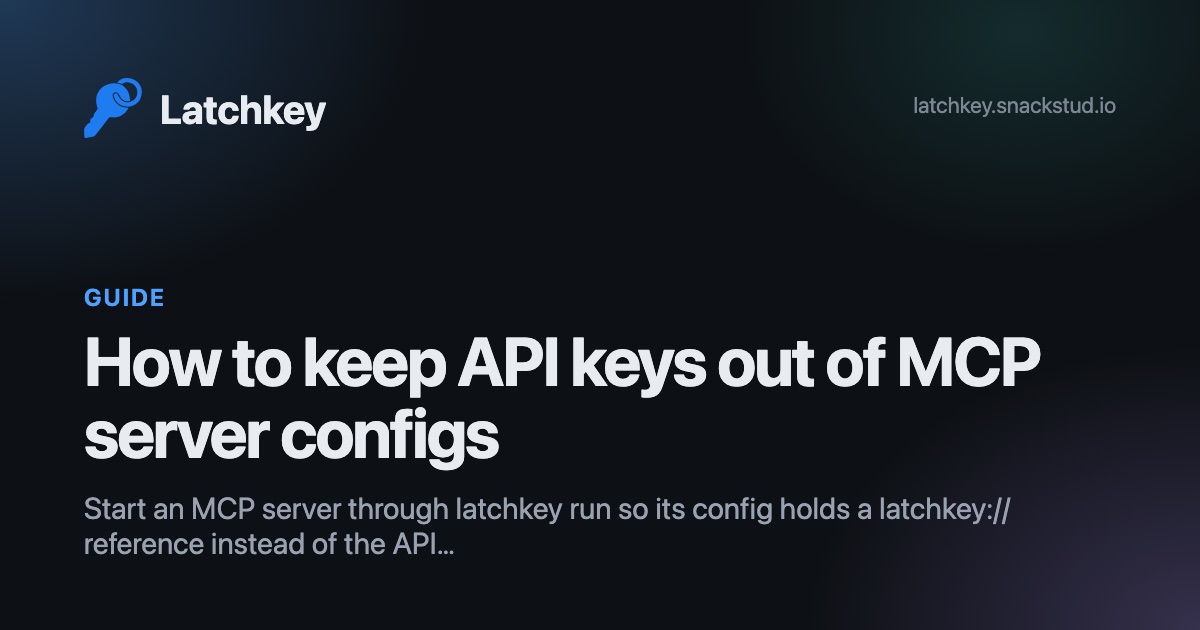 Latchkey
latchkey.snackstud.io
GUIDE
How to keep API keys out of MCP
server configs
Start an MCP server through latchkey run so its config holds a latchkey://
reference instead of the API…